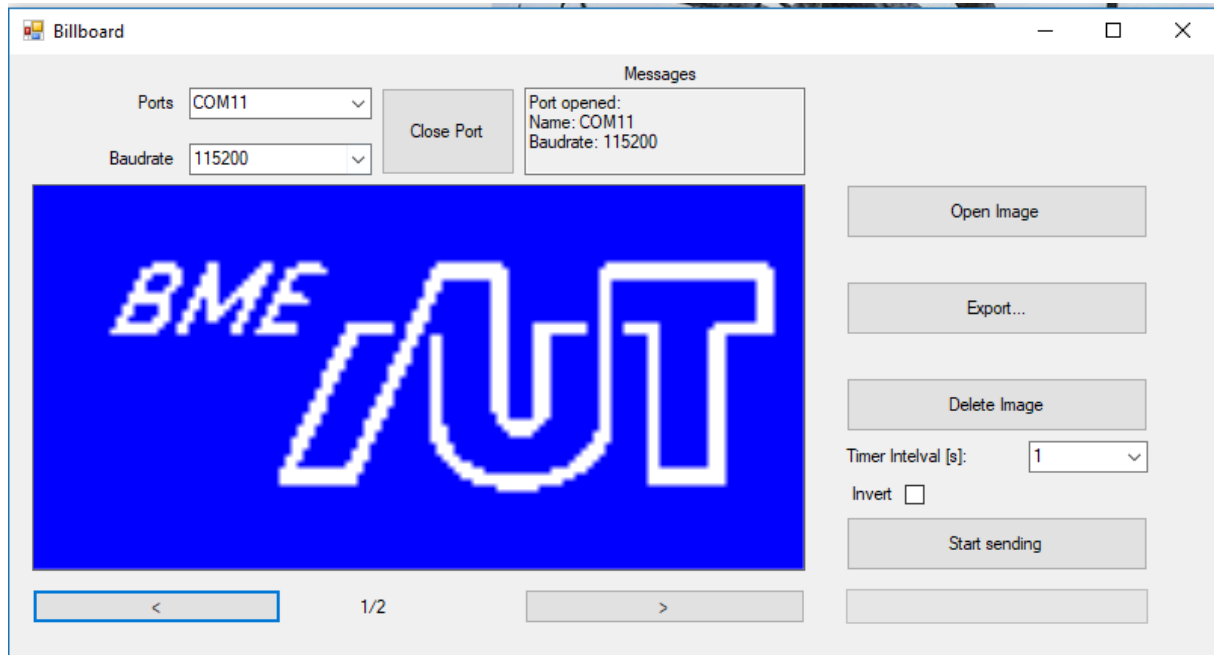 Billboard
Messages
Ports COM11
Close Port
Port opened:
Name: COM11
Baudrate: 115200
Baudrate 115200
Open Image
BME
IUT
Export...
Delete Image
Timer Intelval [s]: 1
Invert
Start sending
< 1/2 >